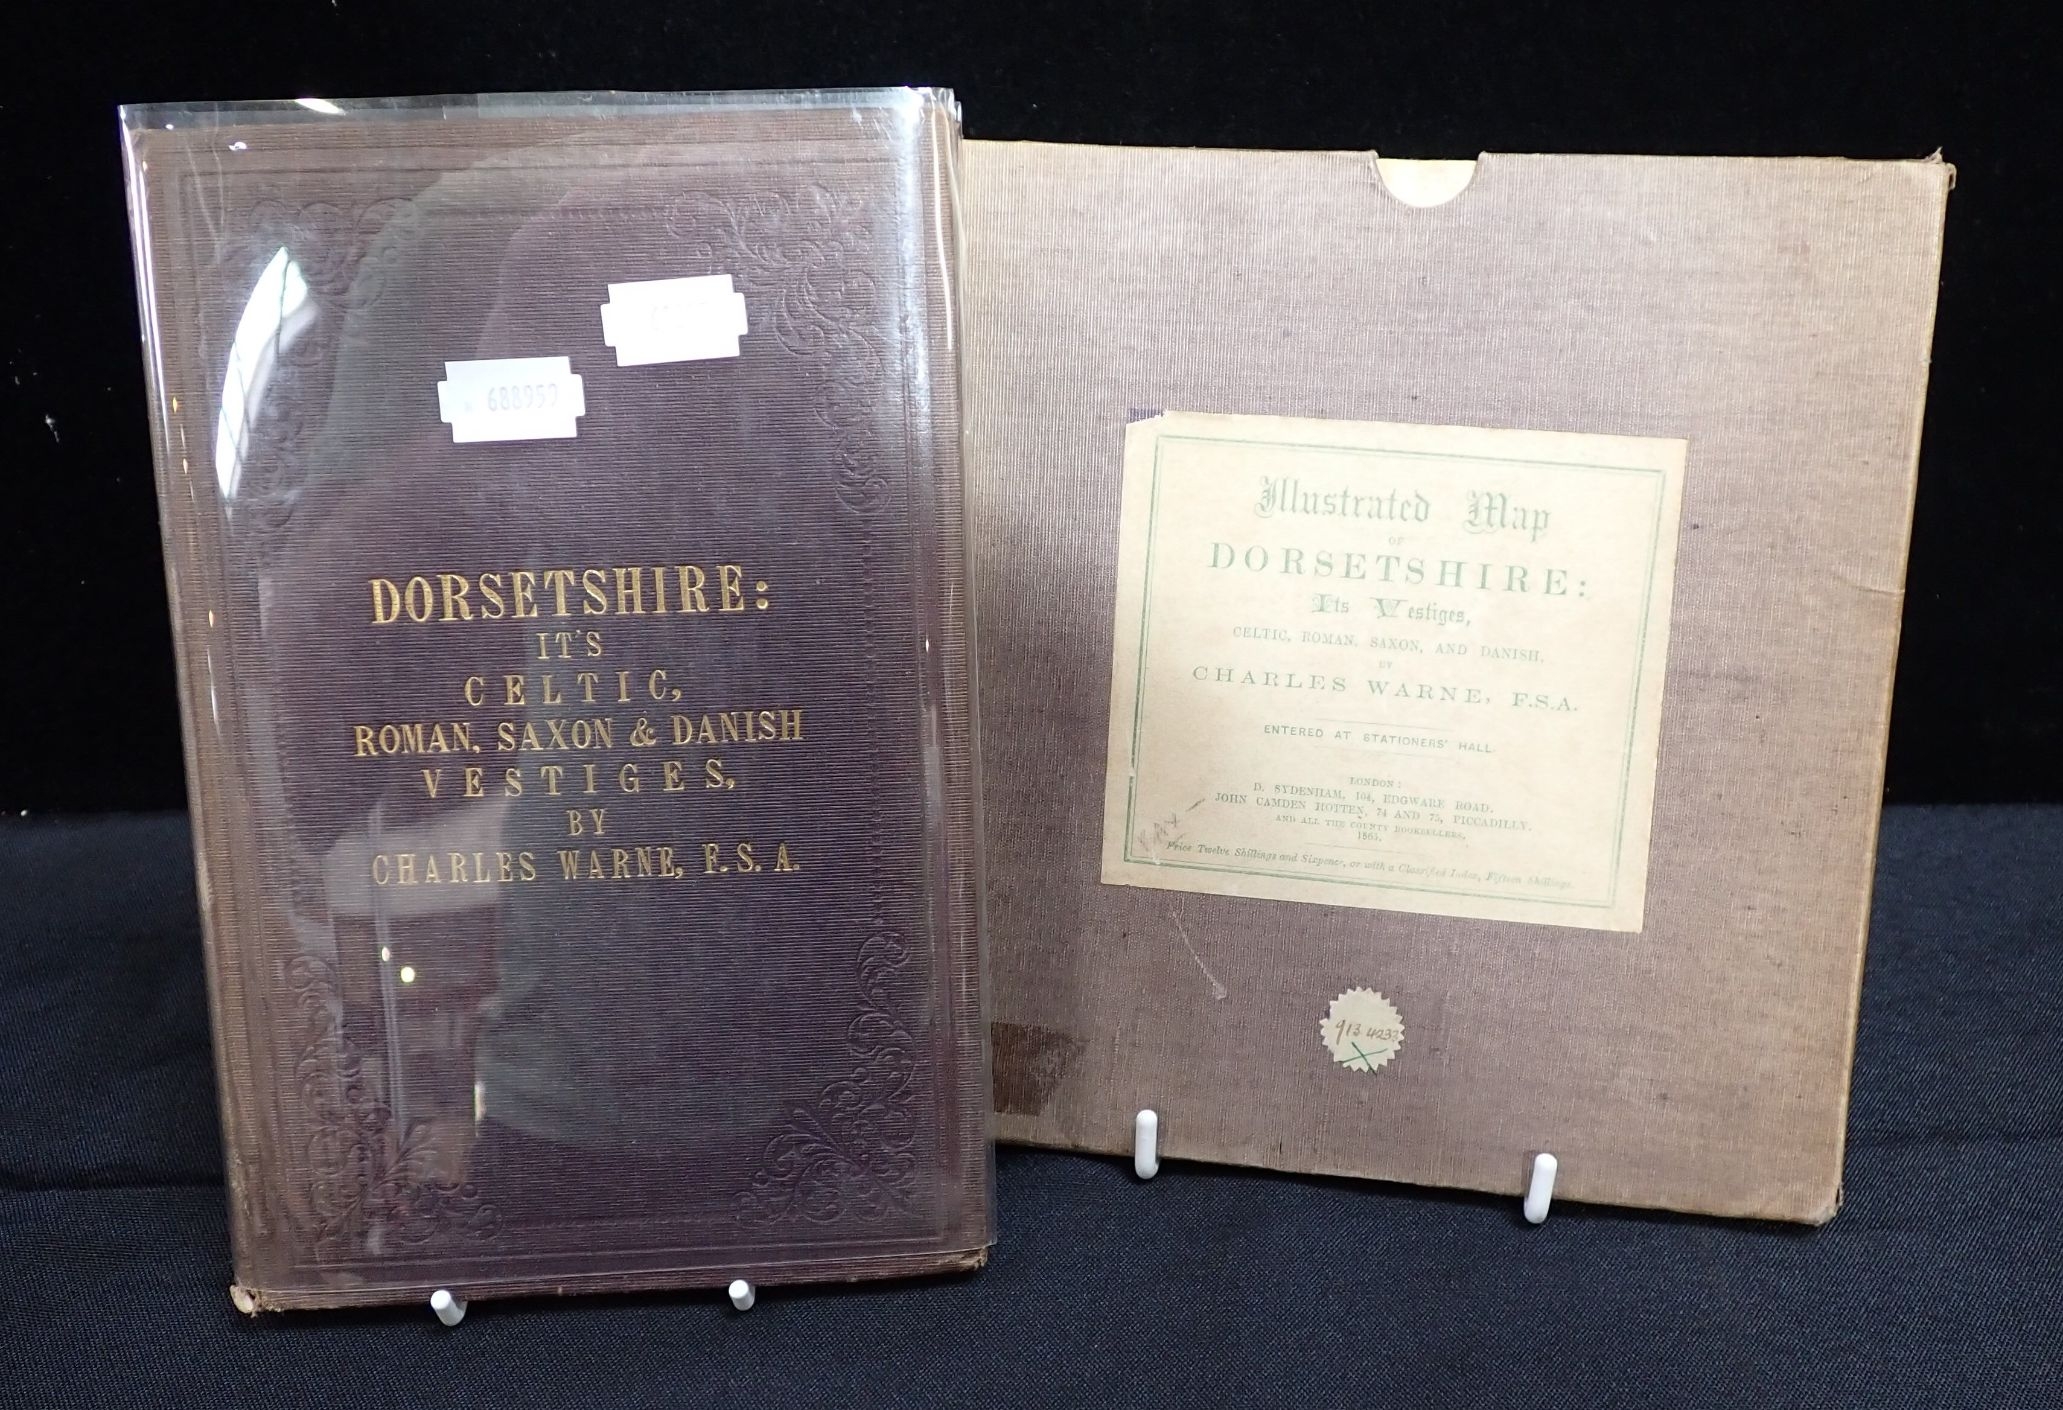 688959
DORSETSHIRE:
IT'S
CELTIC,
ROMAN, SAXON & DANISH
VESTIGES,
BY
CHARLES WARNE, F.S.A.
Illustrated Map
OF
DORSETSHIRE:
Its Vestiges,
CELTIC, ROMAN, SAXON, AND DANISH,
BY
CHARLES WARNE, F.S.A.
ENTERED AT STATIONERS' HALL.
LONDON:
D. SYDENHAM, 104, EDGWARE ROAD.
JOHN CAMDEN HOTTEN, 74 AND 75, PICCADILLY.
AND ALL THE COUNTY BOOKSELLERS,
1865.
Price Twelve Shillings and Sixpence, or with a Classified Index, Fifteen Shillings.
913.4233
X